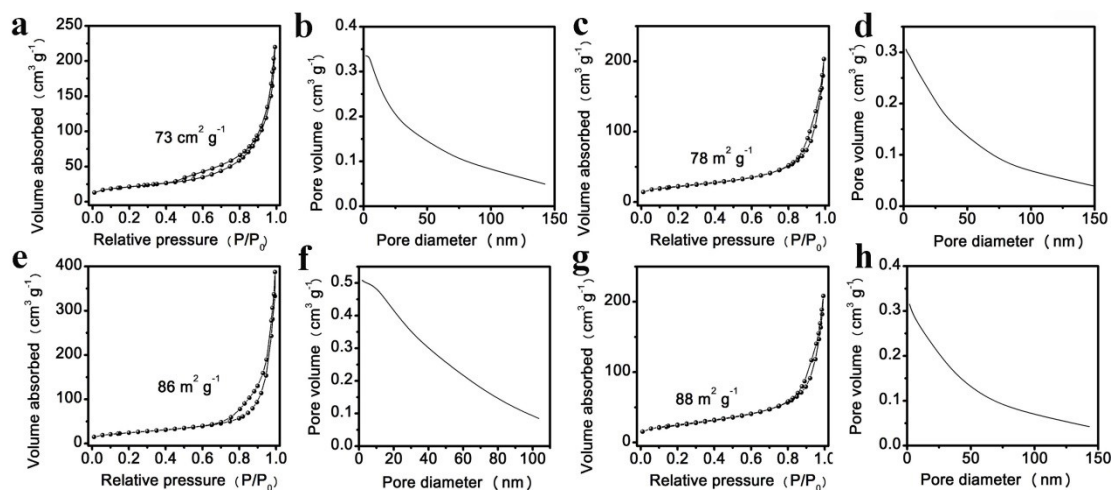 a
Volume absorbed (cm³ g⁻¹)
250
200
150
100
50
0
73 cm² g⁻¹
0.0 0.2 0.4 0.6 0.8 1.0
Relative pressure (P/P₀)
b
Pore volume (cm³ g⁻¹)
0.4
0.3
0.2
0.1
0.0
0 50 100 150
Pore diameter (nm)
c
Volume absorbed (cm³ g⁻¹)
200
100
0
78 m² g⁻¹
0.0 0.2 0.4 0.6 0.8 1.0
Relative pressure (P/P₀)
d
Pore volume (cm³ g⁻¹)
0.3
0.2
0.1
0.0
0 50 100 150
Pore diameter (nm)
e
Volume absorbed (cm³ g⁻¹)
400
300
200
100
0
86 m² g⁻¹
0.0 0.2 0.4 0.6 0.8 1.0
Relative pressure (P/P₀)
f
Pore volume (cm³ g⁻¹)
0.5
0.4
0.3
0.2
0.1
0.0
0 20 40 60 80 100
Pore diameter (nm)
g
Volume absorbed (cm³ g⁻¹)
200
100
0
88 m² g⁻¹
0.0 0.2 0.4 0.6 0.8 1.0
Relative pressure (P/P₀)
h
Pore volume (cm³ g⁻¹)
0.4
0.3
0.2
0.1
0.0
0 50 100 150
Pore diameter (nm)